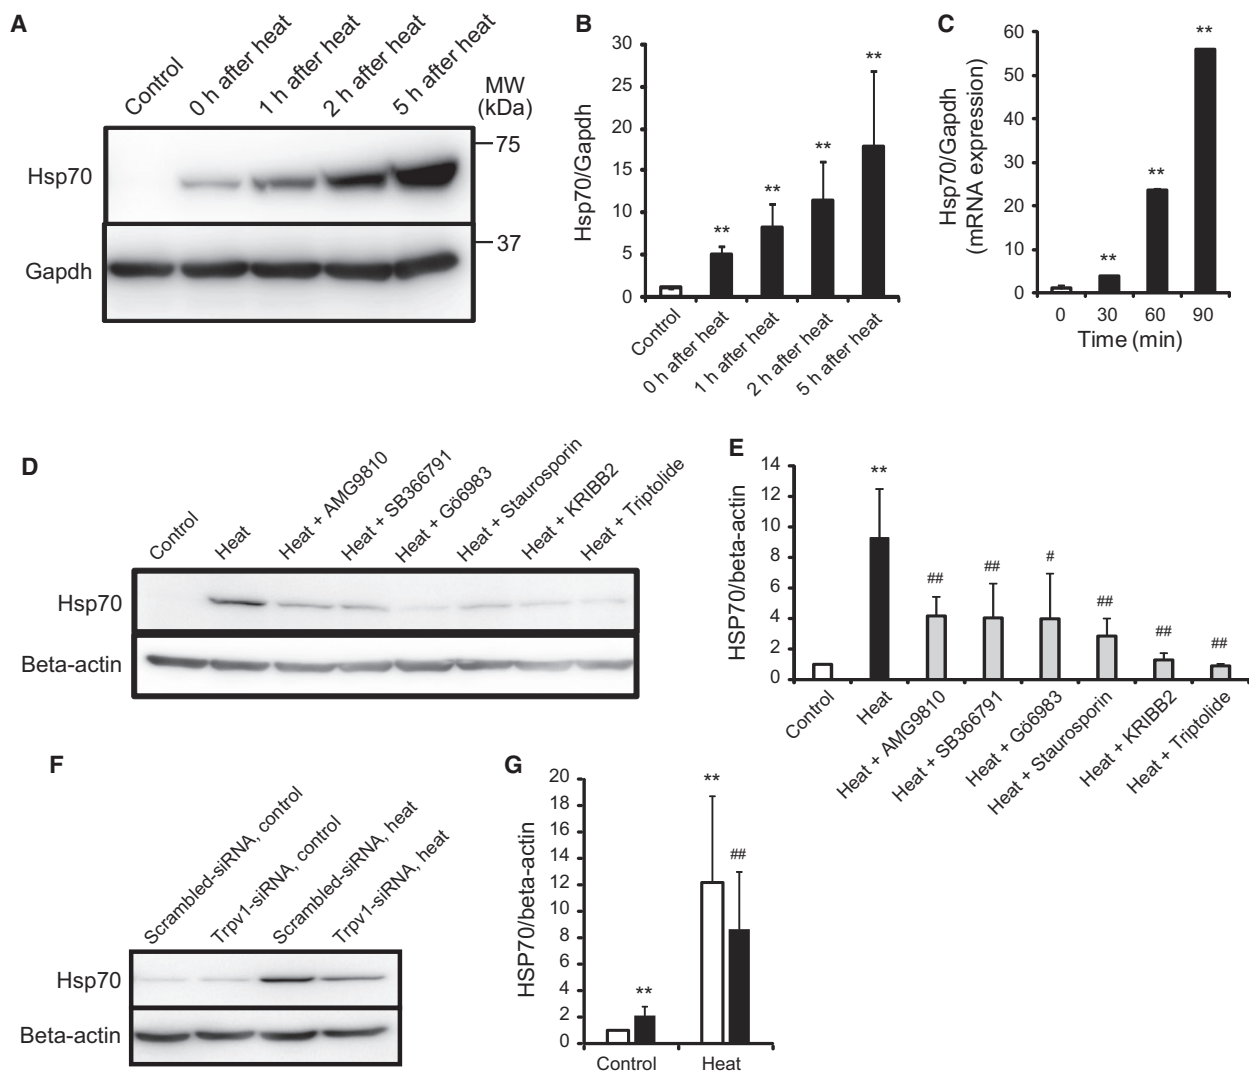 A
Control
0 h after heat
1 h after heat
2 h after heat
5 h after heat
MW
(kDa)
75
Hsp70
37
Gapdh
B
Hsp70/Gapdh
30
25
20
15
10
5
0
**
**
**
**
Control
0 h after heat
1 h after heat
2 h after heat
5 h after heat
C
Hsp70/Gapdh
(mRNA expression)
60
50
40
30
20
10
0
**
**
**
0 30 60 90
Time (min)
D
Control
Heat
Heat + AMG9810
Heat + SB366791
Heat + Gö6983
Heat + Staurosporin
Heat + KRIBB2
Heat + Triptolide
Hsp70
Beta-actin
E
HSP70/beta-actin
14
12
10
8
6
4
2
0
**
##
##
#
##
##
##
Control
Heat
Heat + AMG9810
Heat + SB366791
Heat + Gö6983
Heat + Staurosporin
Heat + KRIBB2
Heat + Triptolide
F
Scrambled-siRNA, control
Trpv1-siRNA, control
Scrambled-siRNA, heat
Trpv1-siRNA, heat
Hsp70
Beta-actin
G
HSP70/beta-actin
20
18
16
14
12
10
8
6
4
2
0
**
**
##
Control Heat